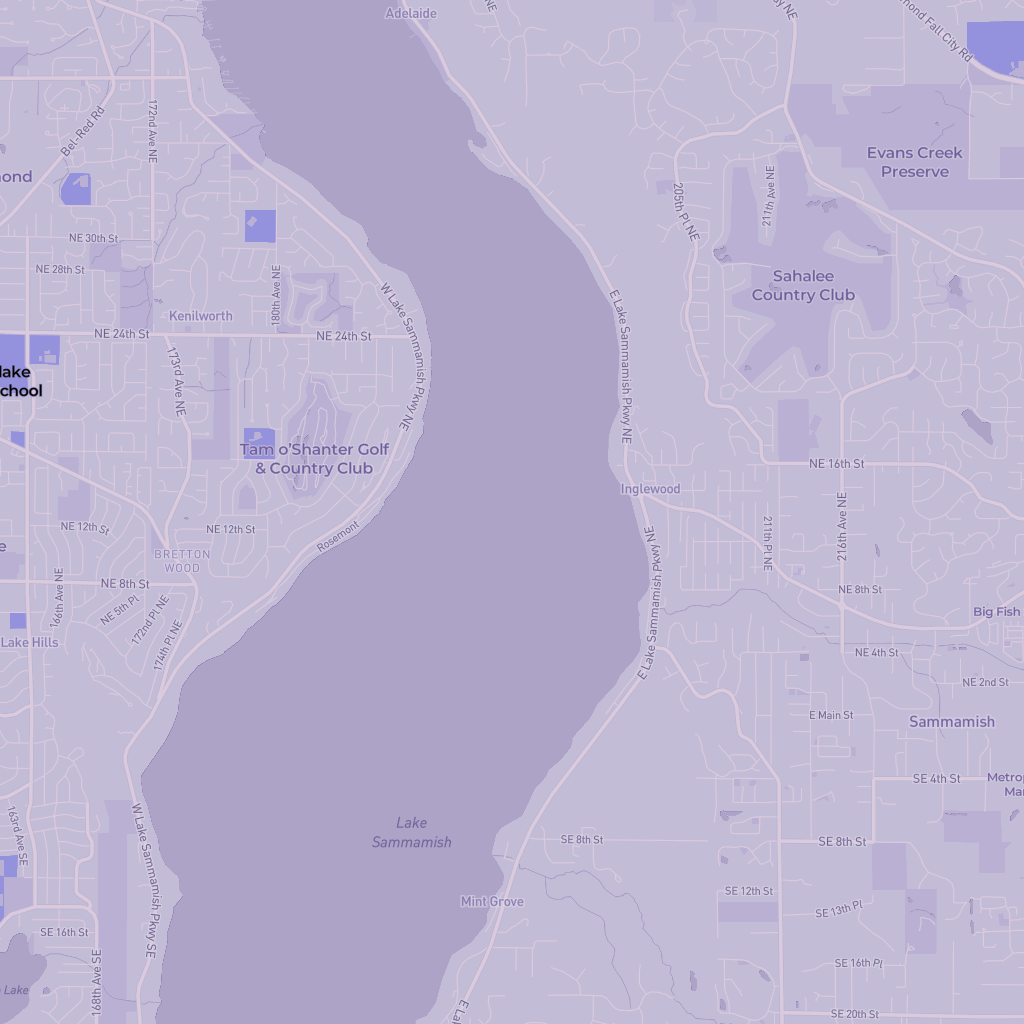 Adelaide
NE
NE
Fall City Rd
172nd Ave NE
Bel-Red Rd
Evans Creek
Preserve
205th Pl NE
211th Ave NE
NE 30th St
NE 28th St
180th Ave NE
Sahalee
Country Club
W Lake Sammamish Pkwy NE
E Lake Sammamish Pkwy NE
Kenilworth
NE 24th St
NE 24th St
173rd Ave NE
Tam o'Shanter Golf
& Country Club
NE 16th St
Inglewood
216th Ave NE
211th Pl NE
NE 12th St
NE 12th St
Rosemont
BRETTON
WOOD
E Lake Sammamish Pkwy NE
NE 8th St
NE 8th St
166th Ave NE
NE 5th Pl
172nd Pl NE
174th Pl NE
Big Fish
Lake Hills
NE 4th St
NE 2nd St
E Main St
Sammamish
SE 4th St
163rd Ave SE
W Lake Sammamish Pkwy SE
Lake
Sammamish
SE 8th St
SE 8th St
SE 12th St
Mint Grove
SE 13th Pl
SE 16th St
SE 16th Pl
168th Ave SE
Lake
SE 20th St